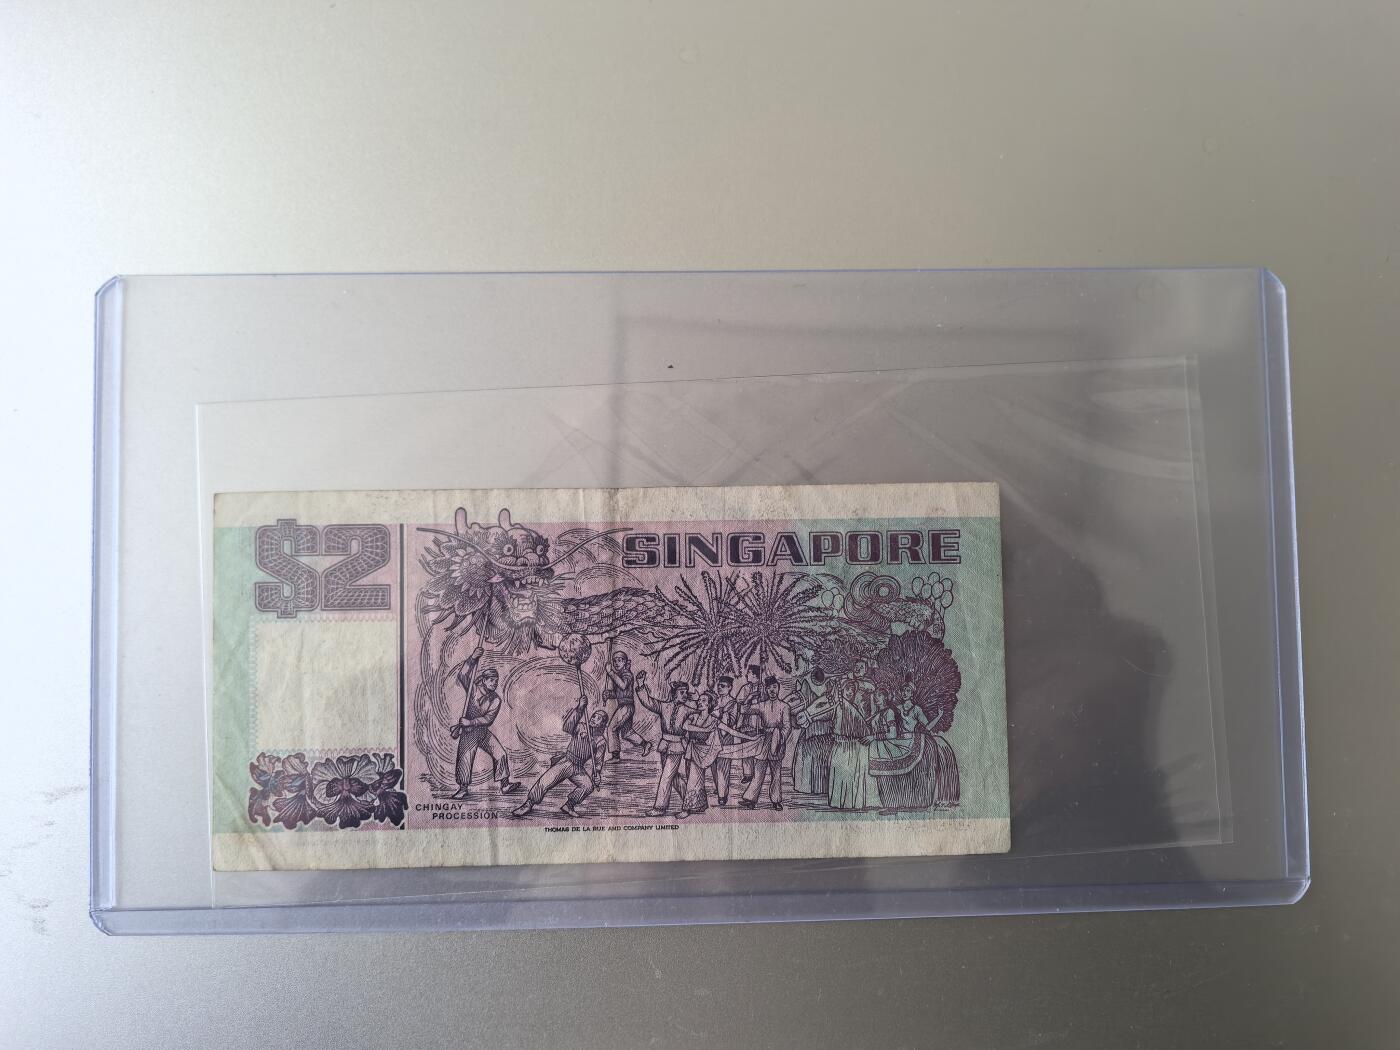 $2
SINGAPORE
CHINGAY
PROCESSION
THOMAS DE LA RUE AND COMPANY LIMITED